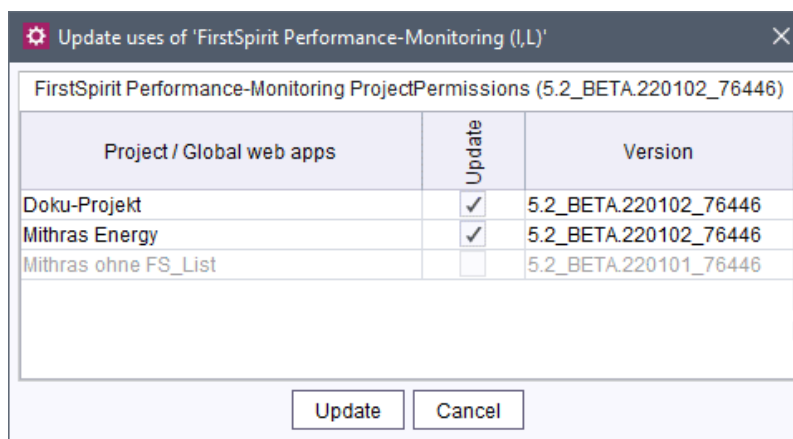 Update uses of 'FirstSpirit Performance-Monitoring (I,L)'
FirstSpirit Performance-Monitoring ProjectPermissions (5.2_BETA.220102_76446)
Project / Global web apps Update Version
Doku-Projekt 5.2_BETA.220102_76446
Mithras Energy 5.2_BETA.220102_76446
Mithras ohne FS_List 5.2_BETA.220101_76446
Update Cancel